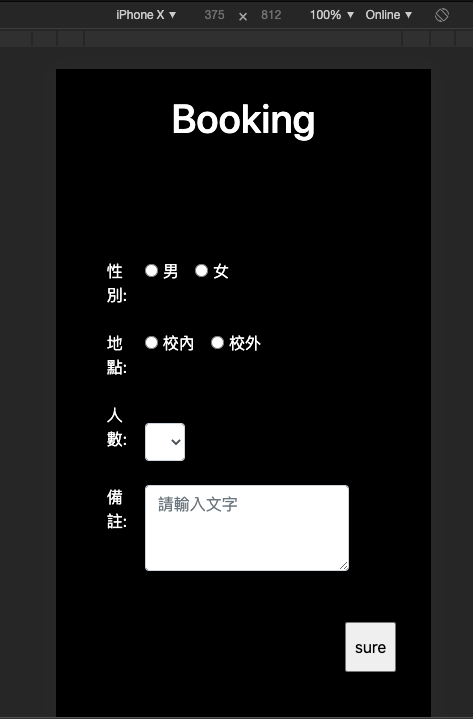 iPhone X ▼ 375 × 812 100% ▼ Online ▼
Booking
性 男 女
別:
地 校內 校外
點:
人
數:
備 請輸入文字
註:
sure